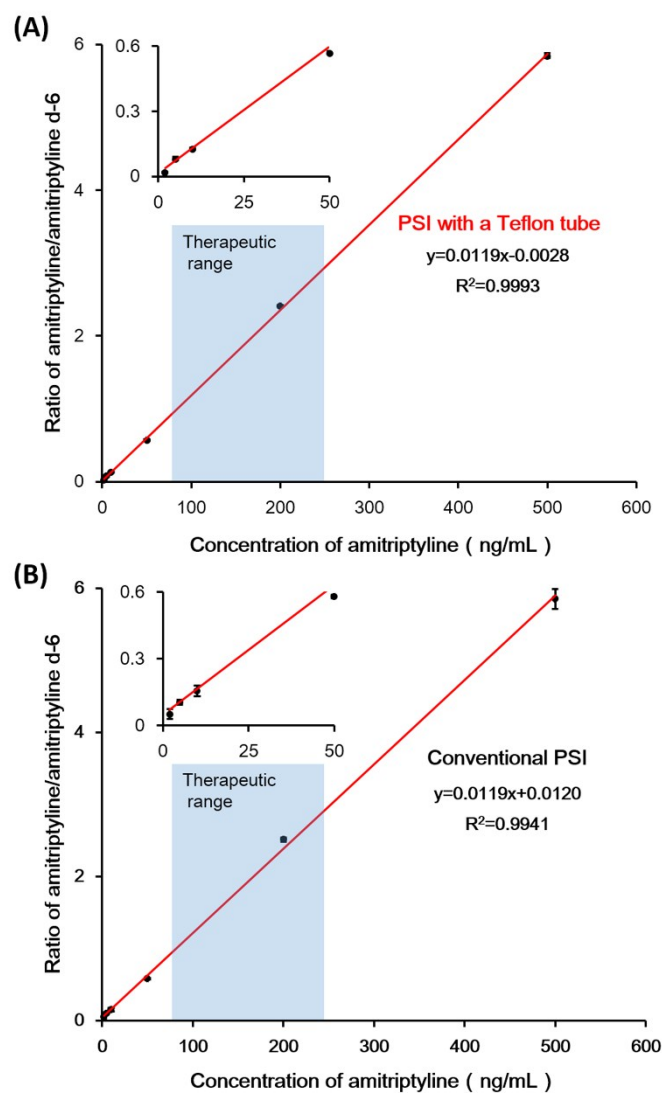 (A)
Ratio of amitriptyline/amitriptyline d-6
6
4
2
0
0.6
0.3
0
0
25
50
Therapeutic
range
PSI with a Teflon tube
y=0.0119x-0.0028
R²=0.9993
0
100
200
300
400
500
600
Concentration of amitriptyline ( ng/mL )
(B)
Ratio of amitriptyline/amitriptyline d-6
6
4
2
0
0.6
0.3
0
0
25
50
Therapeutic
range
Conventional PSI
y=0.0119x+0.0120
R²=0.9941
0
100
200
300
400
500
600
Concentration of amitriptyline ( ng/mL )